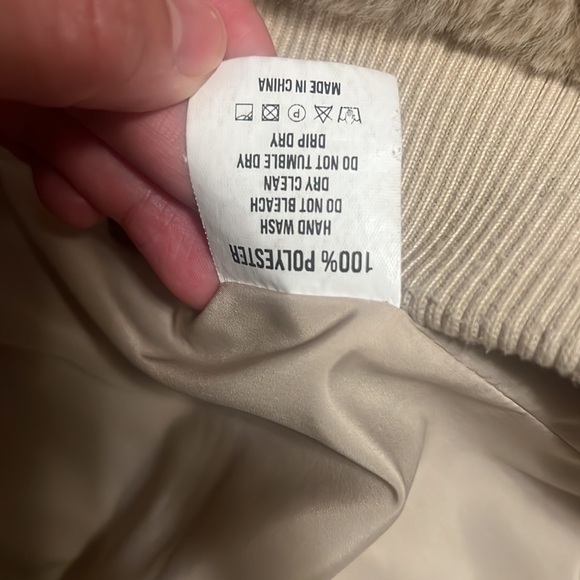 100% POLYESTER
HAND WASH
DO NOT BLEACH
DRY CLEAN
DO NOT TUMBLE DRY
DRIP DRY
P
MADE IN CHINA